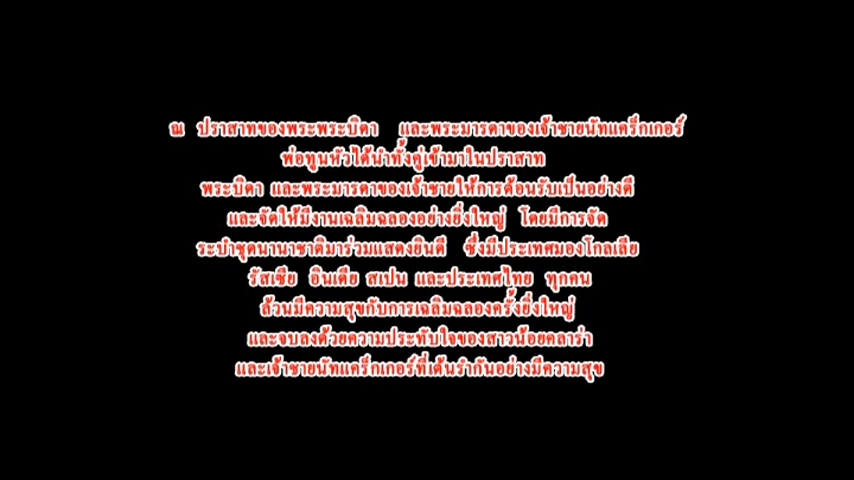 ณ ปราสาทของพระพระบิดา และพระมารดาของเจ้าชายนัทแคร็กเกอร์
พ่อทูนหัวได้นำทั้งคู่เข้ามาในปราสาท
พระบิดา และพระมารดาของเจ้าชายให้การต้อนรับเป็นอย่างดี
และจัดให้มีงานเฉลิมฉลองอย่างยิ่งใหญ่ โดยมีการจัด
ระบำชุดนานาชาติมาร่วมแสดงยินดี ซึ่งมีประเทศมองโกลเลีย
รัสเซีย อินเดีย สเปน และประเทศไทย ทุกคน
ล้วนมีความสุขกับการเฉลิมฉลองครั้งยิ่งใหญ่
และจบลงด้วยความประทับใจของสาวน้อยคลาร่า
และเจ้าชายนัทแคร็กเกอร์ที่เต้นรำกันอย่างมีความสุข